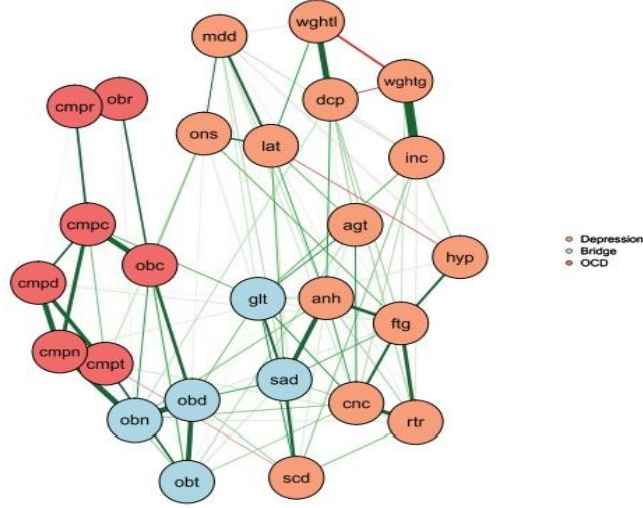 wghtl
mdd
wghtg
dcp
cmpr
obr
ons
lat
inc
cmpc
agt
obc
hyp
cmpd
glt
anh
ftg
cmpn
cmpt
sad
obd
cnc
obn
rtr
obt
scd
Depression
Bridge
OCD